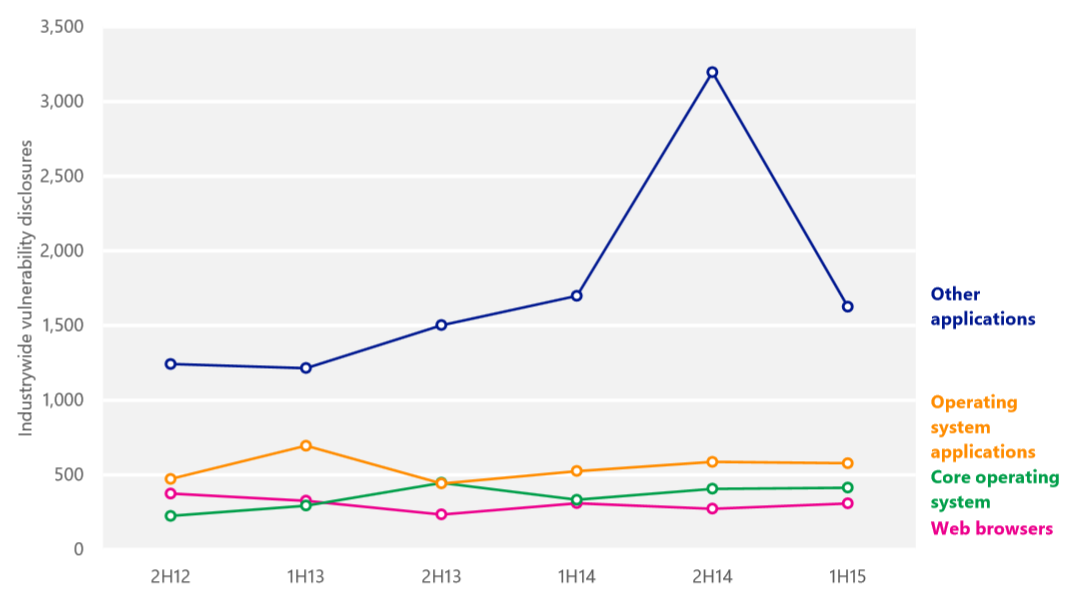 Industrywide vulnerability disclosures
3,500
3,000
2,500
2,000
1,500
1,000
500
0
2H12
1H13
2H13
1H14
2H14
1H15
Other
applications
Operating
system
applications
Core operating
system
Web browsers